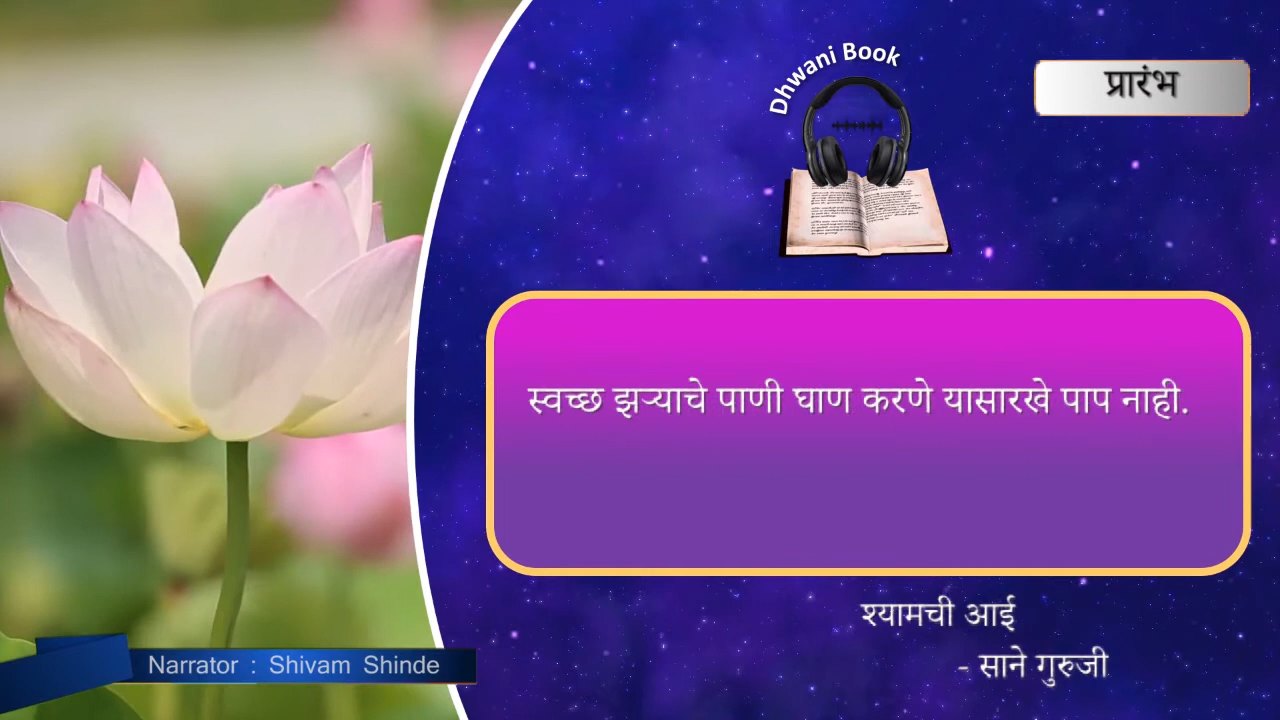 Dhwani Book
प्रारंभ
स्वच्छ झऱ्याचे पाणी घाण करणे यासारखे पाप नाही.
श्यामची आई
- साने गुरुजी
Narrator : Shivam Shinde